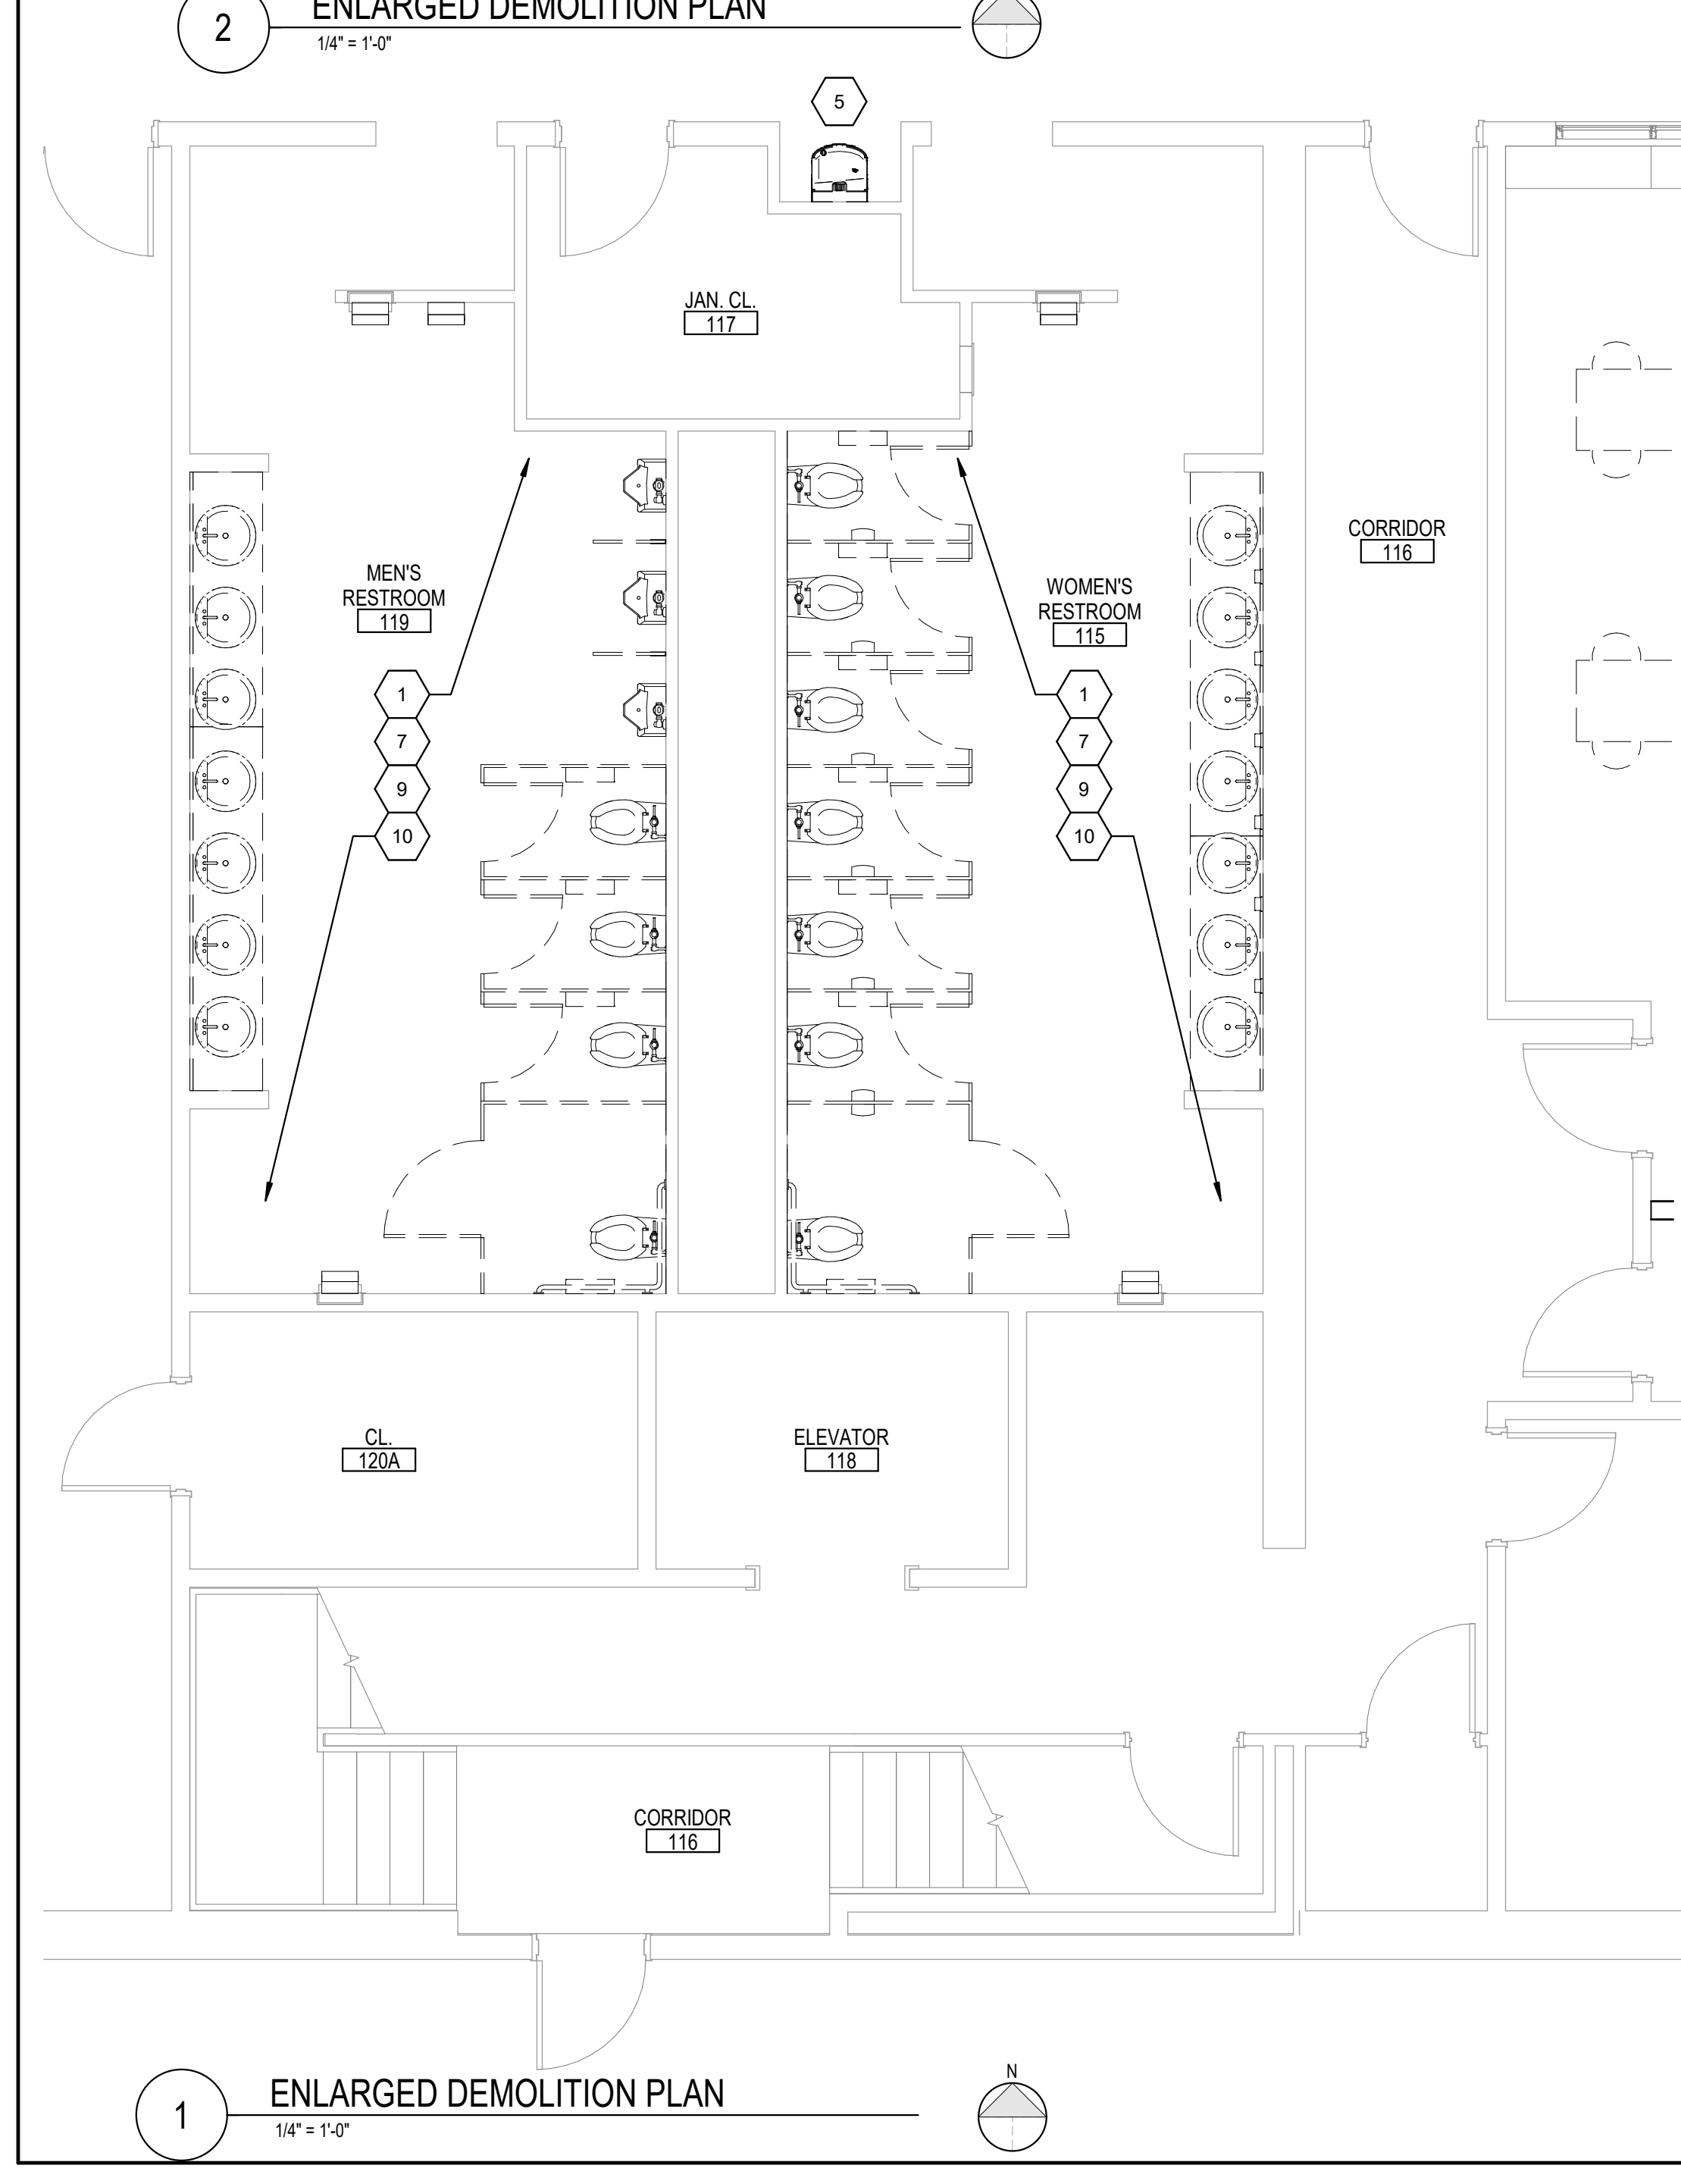 ENLARGED DEMOLITION PLAN
2
1/4" = 1'-0"
5
JAN. CL.
117
CORRIDOR
116
MEN'S
RESTROOM
119
WOMEN'S
RESTROOM
115
1
7
9
10
1
7
9
10
CL.
120A
ELEVATOR
118
CORRIDOR
116
N
1
ENLARGED DEMOLITION PLAN
1/4" = 1'-0"